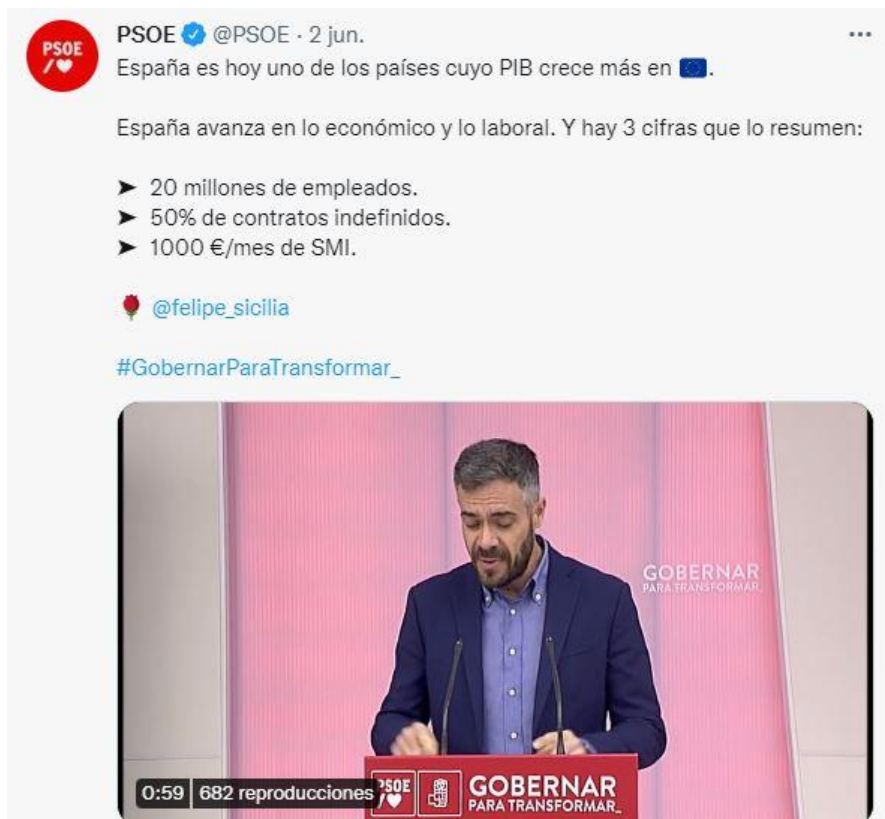 PSOE
PSOE @PSOE · 2 jun.
España es hoy uno de los países cuyo PIB crece más en 🇪🇺.
España avanza en lo económico y lo laboral. Y hay 3 cifras que lo resumen:
➤ 20 millones de empleados.
➤ 50% de contratos indefinidos.
➤ 1000 €/mes de SMI.
🌹 @felipe_sicilia
#GobernarParaTransformar_
GOBERNAR
PARA TRANSFORMAR_
0:59 682 reproducciones
PSOE
GOBERNAR
PARA TRANSFORMAR_